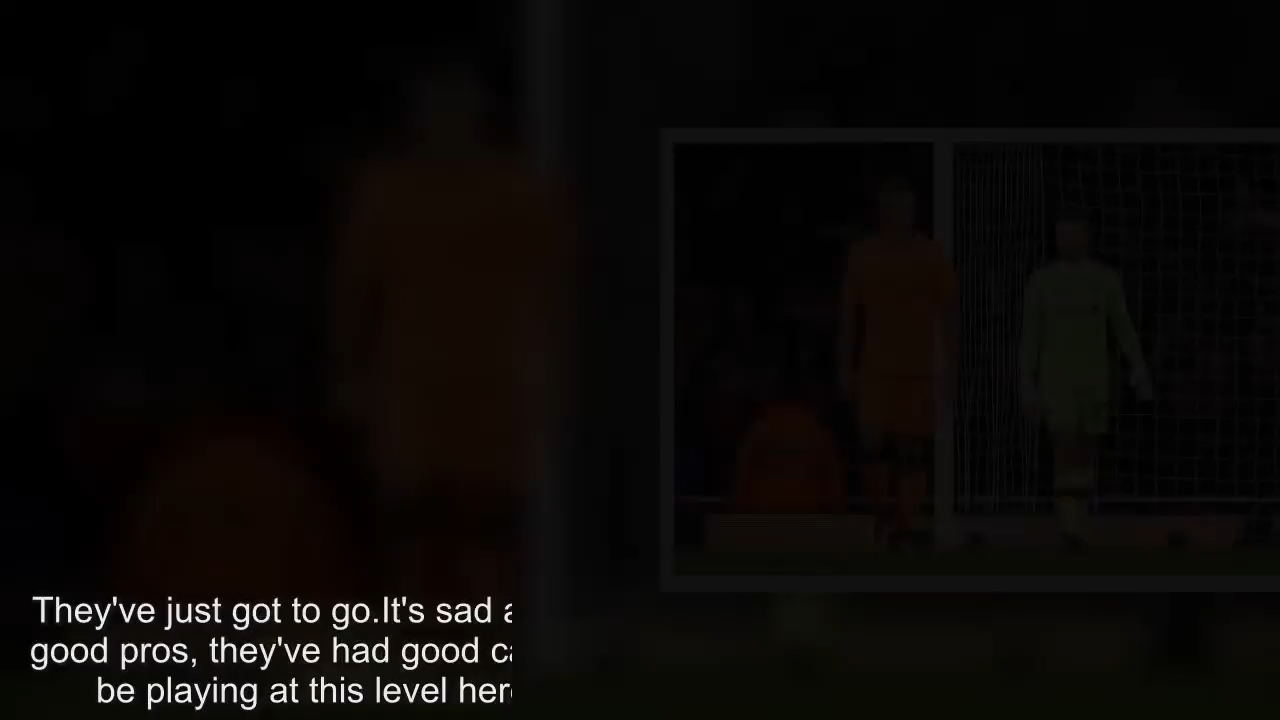 They've just got to go.It's sad
good pros, they've had good
be playing at this level here